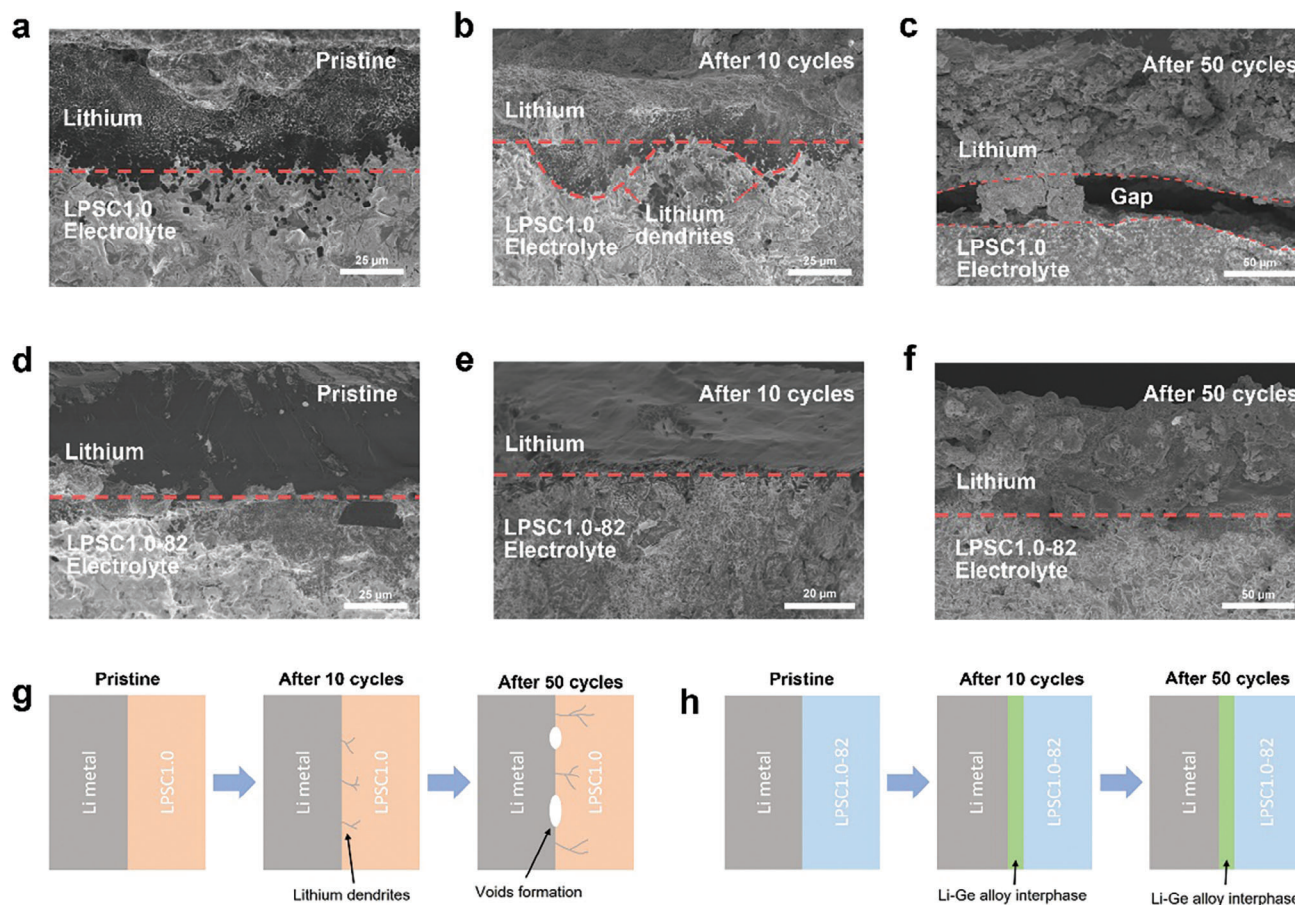 a
Pristine
Lithium
LPSC1.0
Electrolyte
25 µm
b
After 10 cycles
Lithium
LPSC1.0
Electrolyte
Lithium
dendrites
25 µm
c
After 50 cycles
Lithium
Gap
LPSC1.0
Electrolyte
50 µm
d
Pristine
Lithium
LPSC1.0-82
Electrolyte
25 µm
e
After 10 cycles
Lithium
LPSC1.0-82
Electrolyte
20 µm
f
After 50 cycles
Lithium
LPSC1.0-82
Electrolyte
50 µm
g
Pristine
Li metal
LPSC1.0
After 10 cycles
Li metal
LPSC1.0
Lithium dendrites
After 50 cycles
Li metal
LPSC1.0
Voids formation
h
Pristine
Li metal
LPSC1.0-82
After 10 cycles
Li metal
LPSC1.0-82
Li-Ge alloy interphase
After 50 cycles
Li metal
LPSC1.0-82
Li-Ge alloy interphase